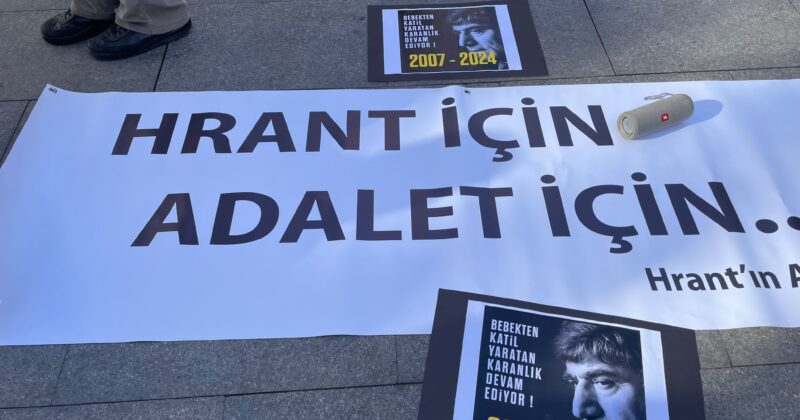 BEBEKTEN
KATİL
YARATAN
KARANLIK
DEVAM
EDİYOR !
2007 - 2024
HRANT İÇİN
ADALET İÇİN..
Hrant'ın A
BEBEKTEN
KATİL
YARATAN
KARANLIK
DEVAM
EDİYOR !
JBL